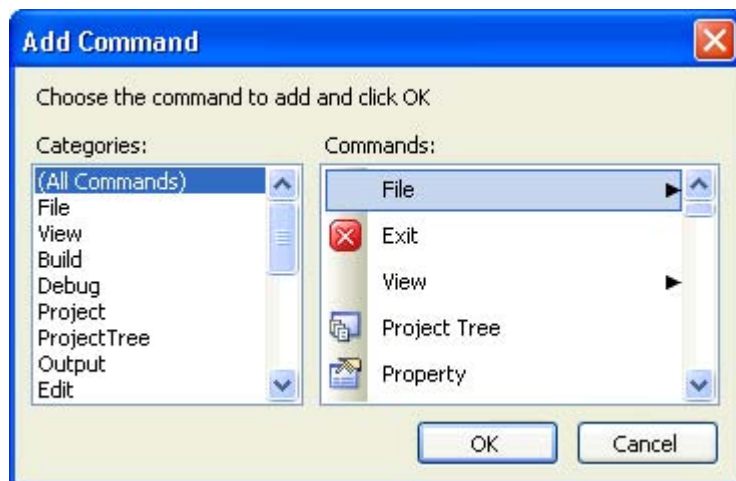 Add Command
Choose the command to add and click OK
Categories:
(All Commands)
File
View
Build
Debug
Project
ProjectTree
Output
Edit
Commands:
File
Exit
View
Project Tree
Property
OK
Cancel